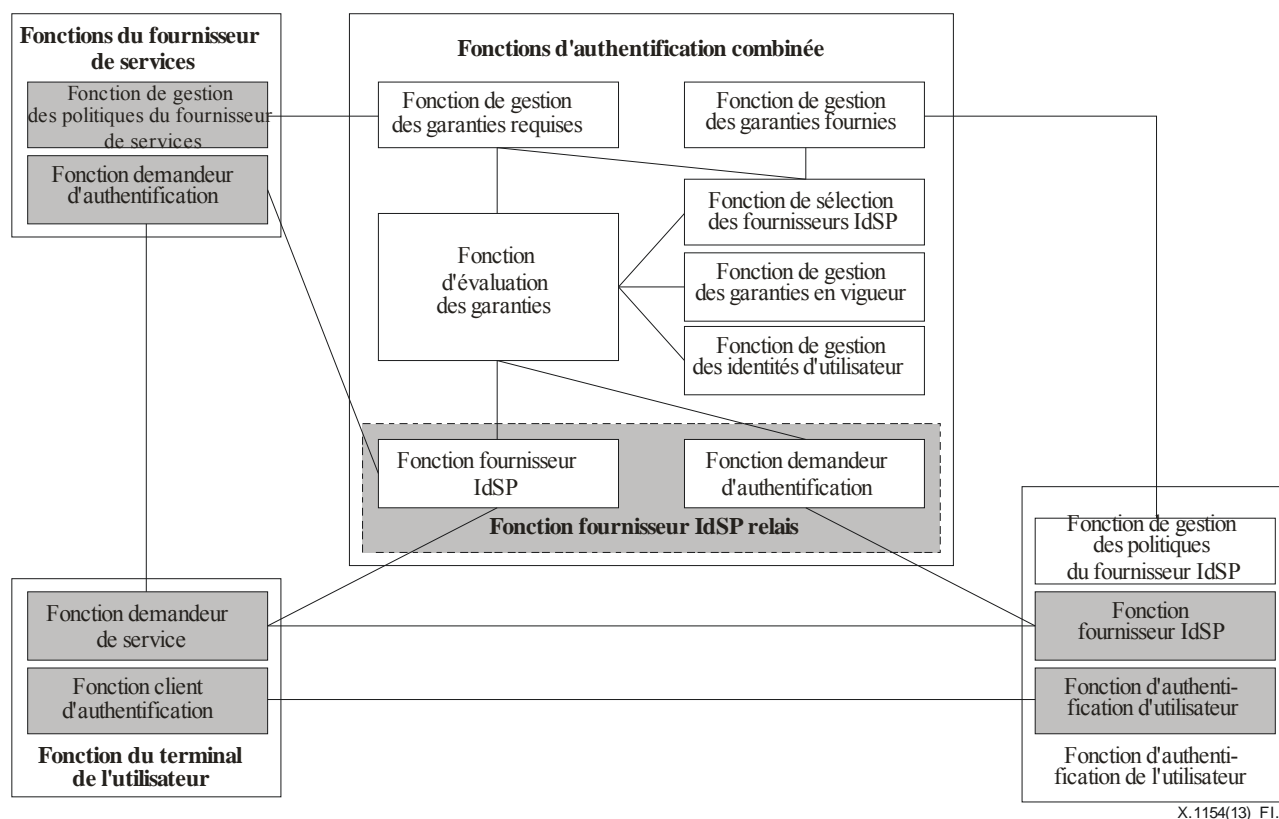 Fonctions du fournisseur
de services
Fonction de gestion
des politiques du fournisseur
de services
Fonction demandeur
d'authentification
Fonctions d'authentification combinée
Fonction de gestion
des garanties requises
Fonction de gestion
des garanties fournies
Fonction de sélection
des fournisseurs IdSP
Fonction
d'évaluation
des garanties
Fonction de gestion
des garanties en vigueur
Fonction de gestion
des identités d'utilisateur
Fonction fournisseur
IdSP
Fonction demandeur
d'authentification
Fonction fournisseur IdSP relais
Fonction demandeur
de service
Fonction client
d'authentification
Fonction du terminal
de l'utilisateur
Fonction de gestion
des politiques
du fournisseur IdSP
Fonction
fournisseur IdSP
Fonction d'authenti-
fication d'utilisateur
Fonction d'authenti-
fication de l'utilisateur
X.1154(13)_FI.